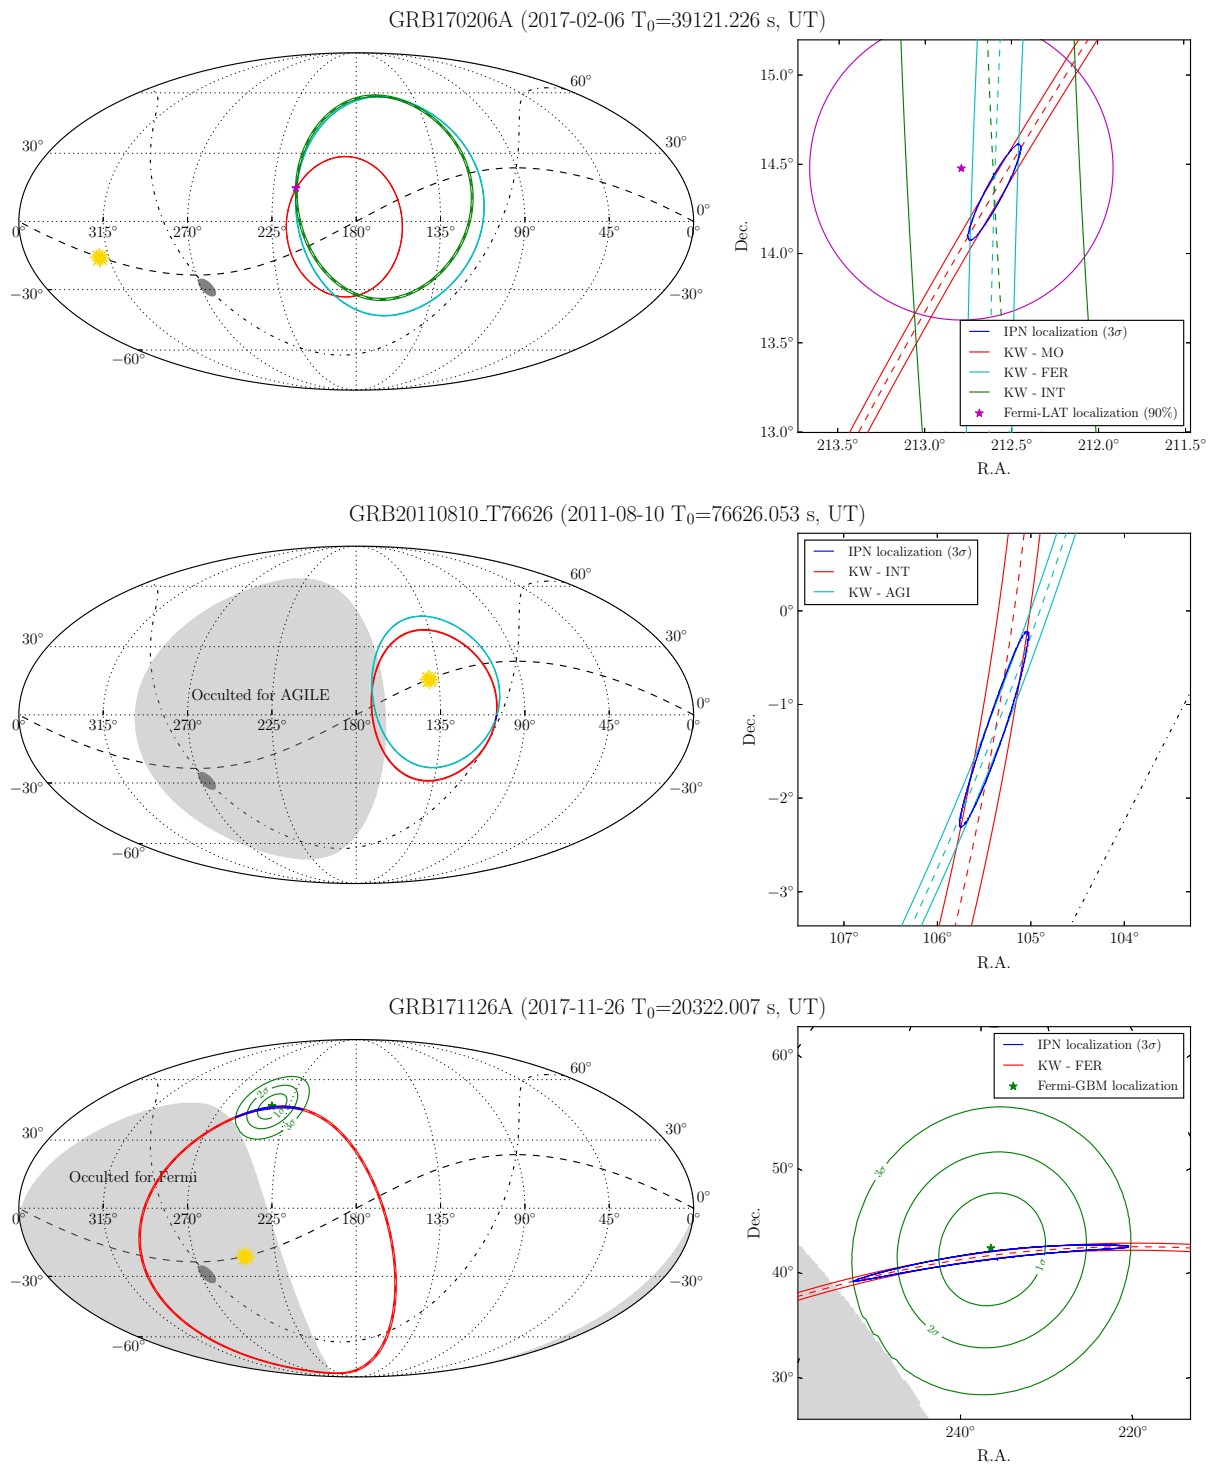 GRB170206A (2017-02-06 T0=39121.226 s, UT)
60°
30°
30°
0°
0°
315°
270°
225°
180°
135°
90°
45°
0°
−30°
−30°
−60°
15.0°
14.5°
14.0°
13.5°
13.0°
Dec.
IPN localization (3σ)
KW - MO
KW - FER
KW - INT
Fermi-LAT localization (90%)
213.5°
213.0°
212.5°
212.0°
211.5°
R.A.
GRB20110810_T76626 (2011-08-10 T0=76626.053 s, UT)
60°
30°
30°
Occulted for AGILE
0°
0°
315°
270°
225°
180°
135°
90°
45°
0°
−30°
−30°
−60°
IPN localization (3σ)
KW - INT
KW - AGI
0°
−1°
−2°
−3°
Dec.
107°
106°
105°
104°
R.A.
GRB171126A (2017-11-26 T0=20322.007 s, UT)
60°
2σ
1σ
3σ
30°
30°
Occulted for Fermi
0°
0°
315°
270°
225°
180°
135°
90°
45°
0°
−30°
−30°
−60°
IPN localization (3σ)
KW - FER
Fermi-GBM localization
60°
50°
40°
30°
Dec.
3σ
1σ
2σ
240°
220°
R.A.